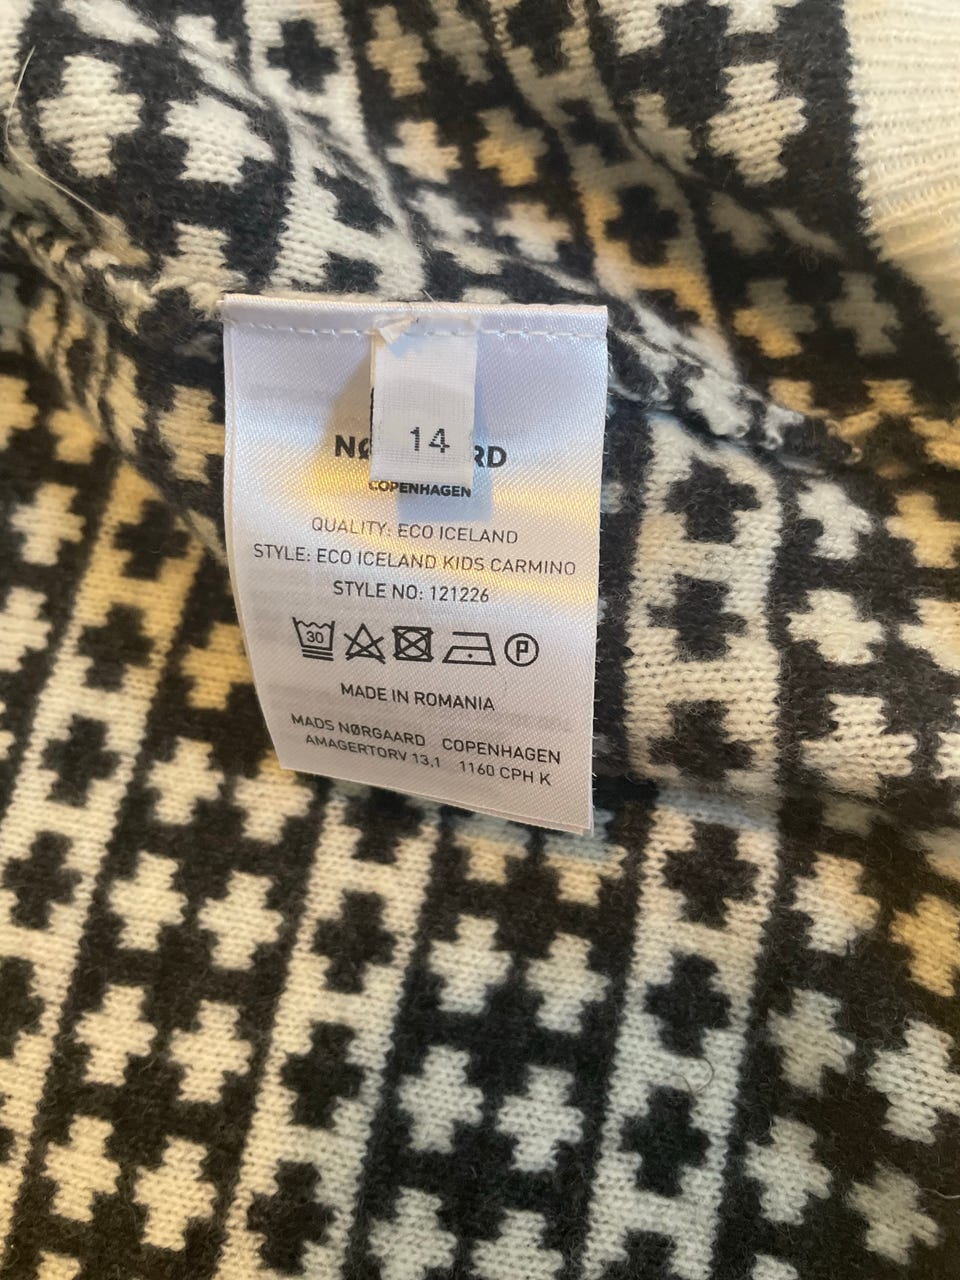 14
COPENHAGEN
QUALITY: ECO ICELAND
STYLE: ECO ICELAND KIDS CARMINO
STYLE NO: 121226
30
P
MADE IN ROMANIA
MADS NØRGAARD COPENHAGEN
AMAGERTORV 13,1 1160 CPH K